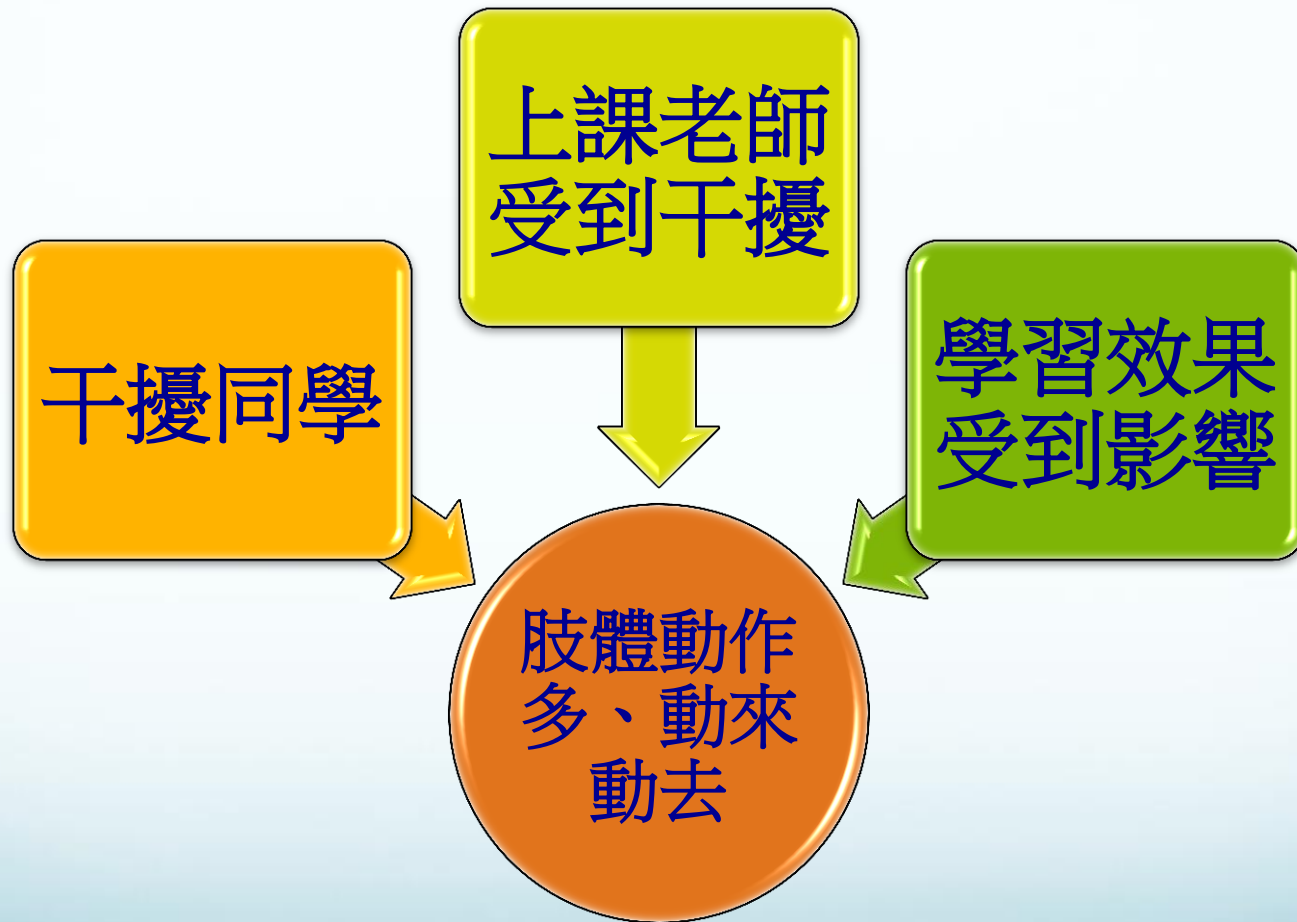 上課老師
受到干擾
干擾同學
學習效果
受到影響
肢體動作
多、動來
動去